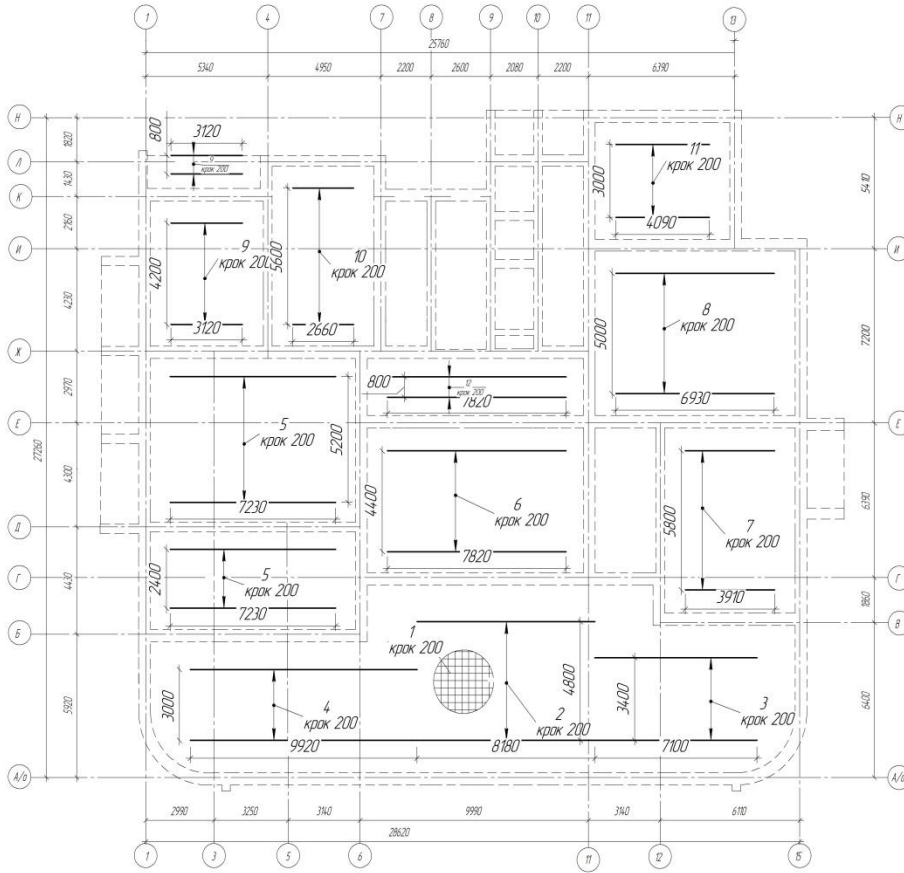 1
4
7
8
9
10
11
13
25760
5340
4950
2200
2600
2080
2200
6390
Н
Л
К
И
Ж
Е
Д
Г
Б
А/о
1820
1430
2160
4230
2970
4300
4430
5920
27260
Н
И
Е
Г
В
А/о
5410
7200
6390
1860
6400
800
3120
9
крок 200
4200
9
крок 200
3120
5600
10
крок 200
2660
3000
11
крок 200
4090
5000
8
крок 200
6930
800
12
крок 200
7820
5
крок 200
5200
7230
4400
6
крок 200
7820
5800
7
крок 200
3910
2400
5
крок 200
7230
1
крок 200
3000
4
крок 200
9920
4800
2
крок 200
8180
3400
3
крок 200
7100
2990
3250
3140
9990
3140
6110
28620
1
3
5
6
11
12
15